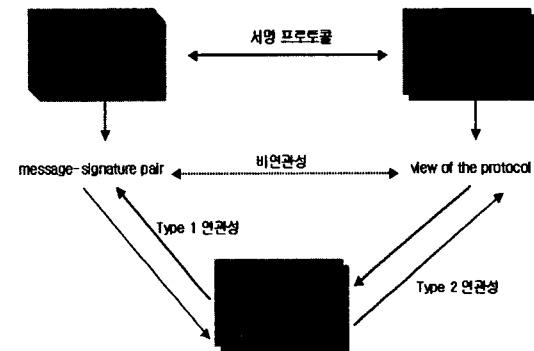 서명 프로토콜
message-signature pair
비연관성
view of the protocol
Type 1 연관성
Type 2 연관성